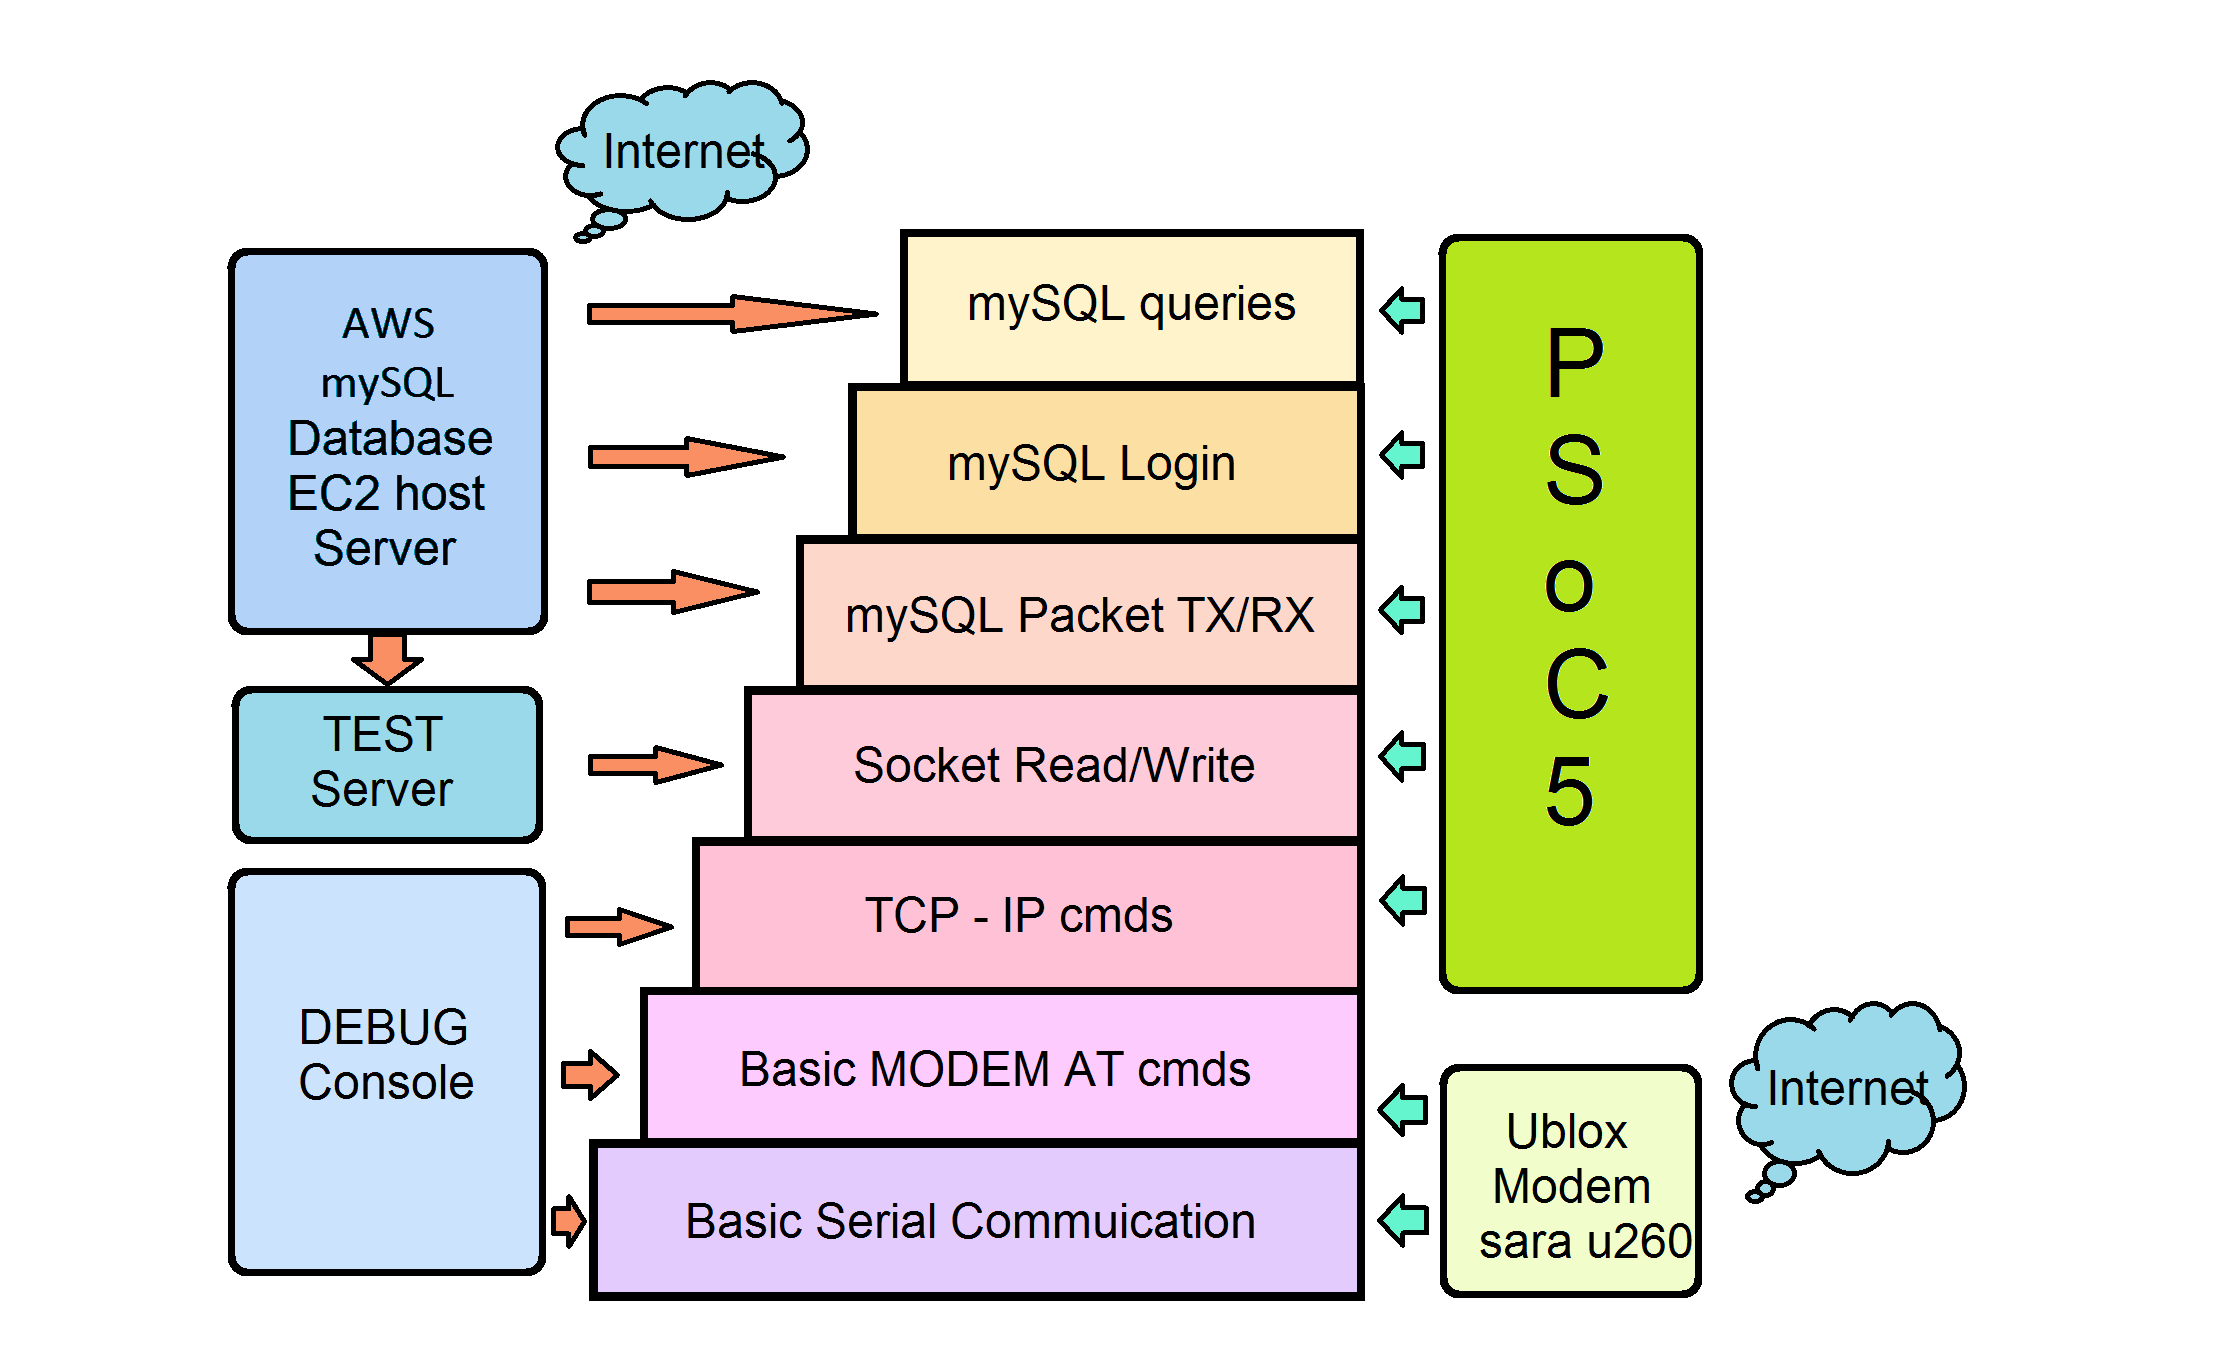 Internet
AWS
mySQL
Database
EC2 host
Server
TEST
Server
DEBUG
Console
mySQL queries
mySQL Login
mySQL Packet TX/RX
Socket Read/Write
TCP - IP cmds
Basic MODEM AT cmds
Basic Serial Commuication
P
S
o
C
5
Ublox
Modem
sara u260
Internet